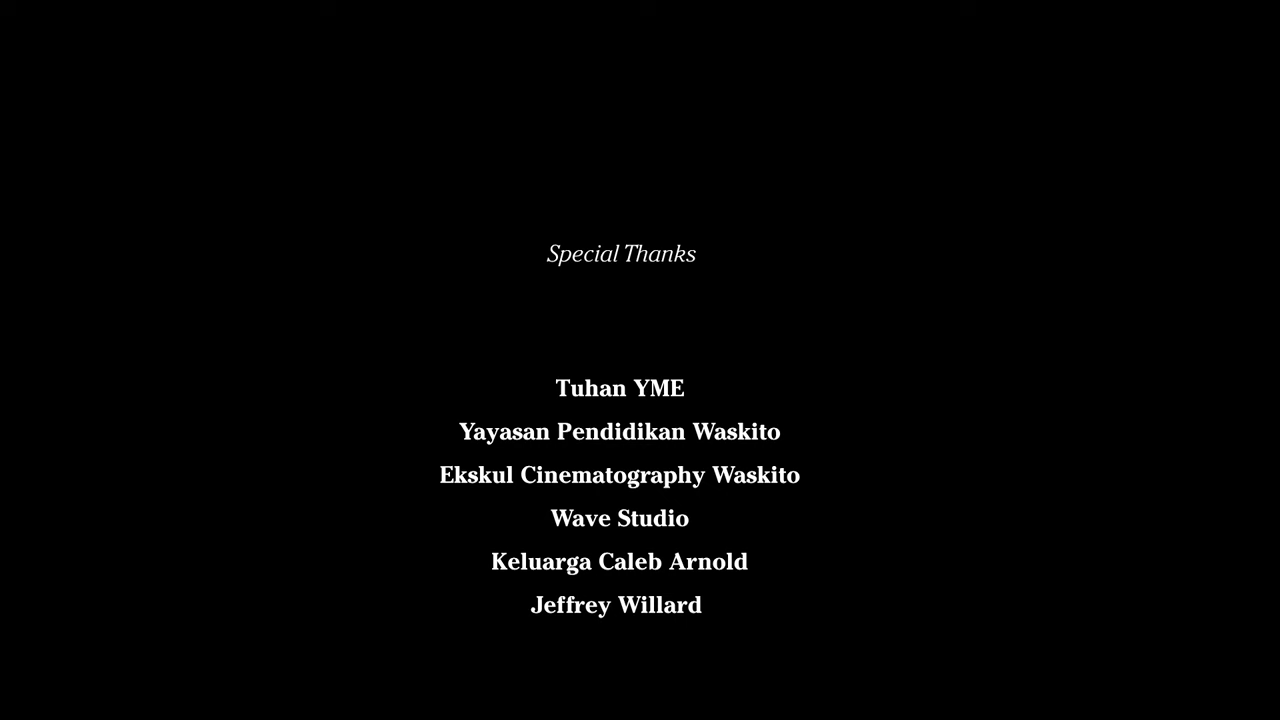 Special Thanks
Tuhan YME
Yayasan Pendidikan Waskito
Ekskul Cinematography Waskito
Wave Studio
Keluarga Caleb Arnold
Jeffrey Willard